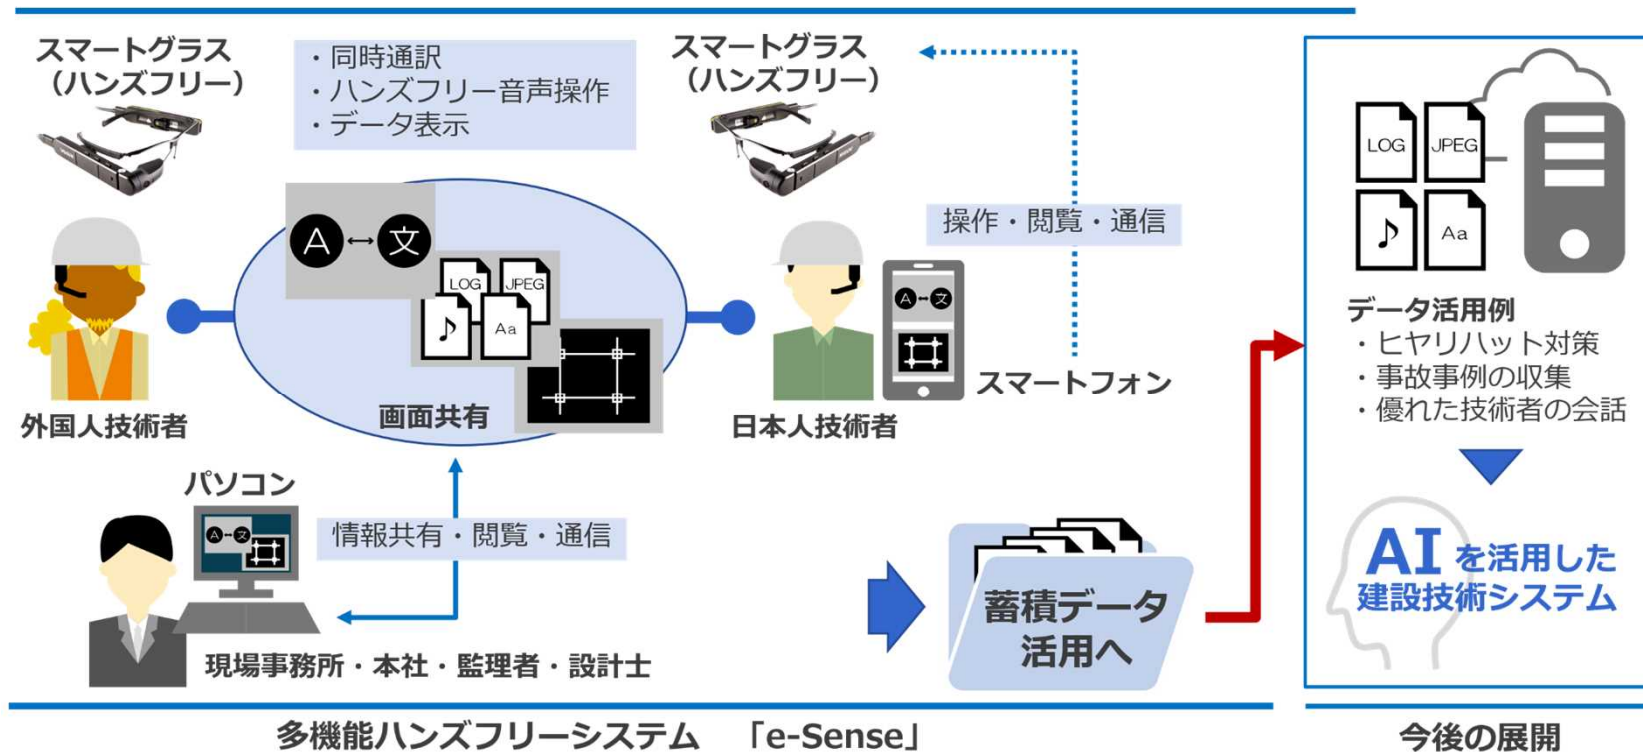 スマートグラス
（ハンズフリー）
・同時通訳
・ハンズフリー音声操作
・データ表示
スマートグラス
（ハンズフリー）
操作・閲覧・通信
A↔文
LOG
JPEG
Aa
画面共有
外国人技術者
日本人技術者
A↔文
スマートフォン
パソコン
A↔文
情報共有・閲覧・通信
現場事務所・本社・監理者・設計士
蓄積データ
活用へ
LOG
JPEG
Aa
データ活用例
・ヒヤリハット対策
・事故事例の収集
・優れた技術者の会話
AIを活用した
建設技術システム
多機能ハンズフリーシステム 「e-Sense」
今後の展開